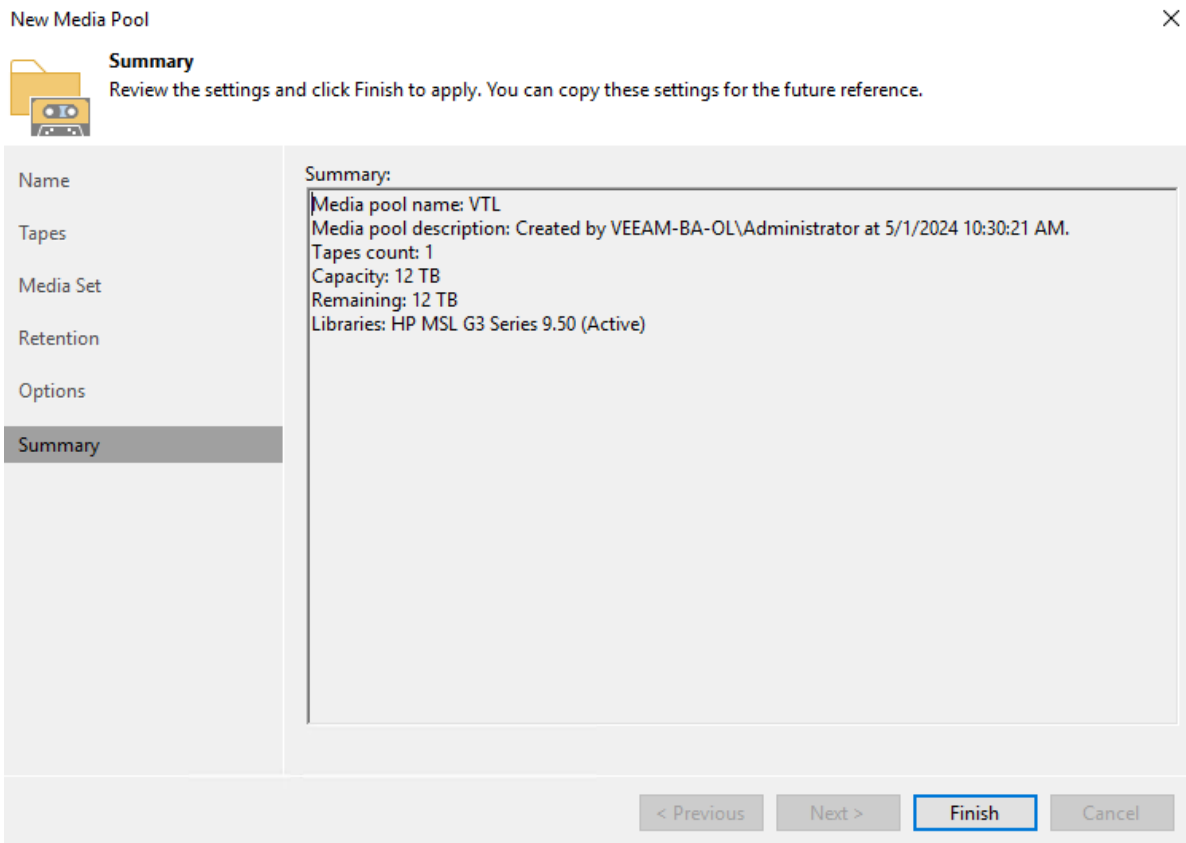 New Media Pool
Summary
Review the settings and click Finish to apply. You can copy these settings for the future reference.
Name
Tapes
Media Set
Retention
Options
Summary
Summary:
Media pool name: VTL
Media pool description: Created by VEEAM-BA-OL\Administrator at 5/1/2024 10:30:21 AM.
Tapes count: 1
Capacity: 12 TB
Remaining: 12 TB
Libraries: HP MSL G3 Series 9.50 (Active)
< Previous
Next >
Finish
Cancel